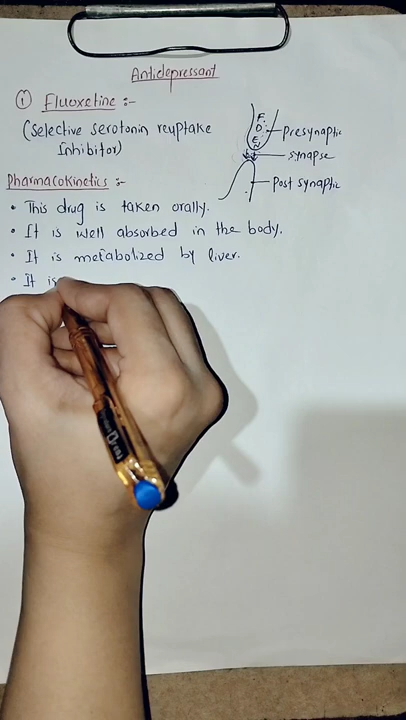 Antidepressant
① Fluoxetine :-
(Selective serotonin reuptake
Inhibitor)
Presynaptic
synapse
Post synaptic
Pharmacokinetics :-
• This drug is taken orally.
• It is well absorbed in the body.
• It is metabolized by liver.
• It is